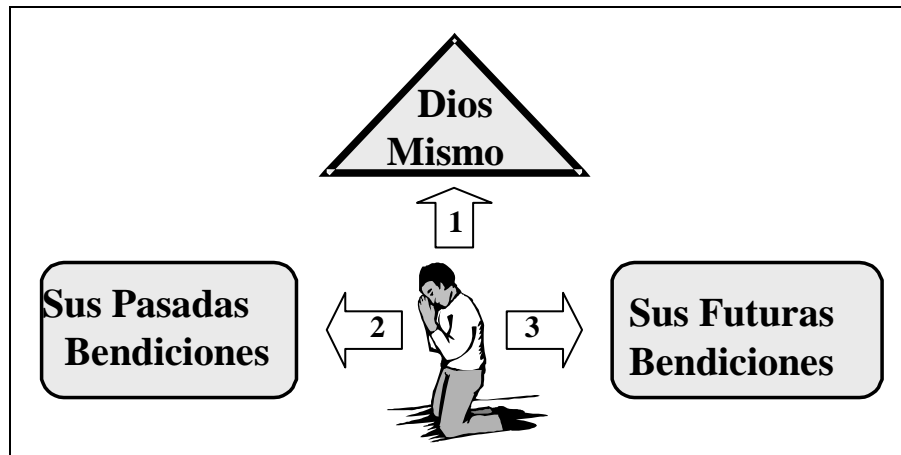 Dios
Mismo
1
Sus Pasadas
Bendiciones
2
3
Sus Futuras
Bendiciones